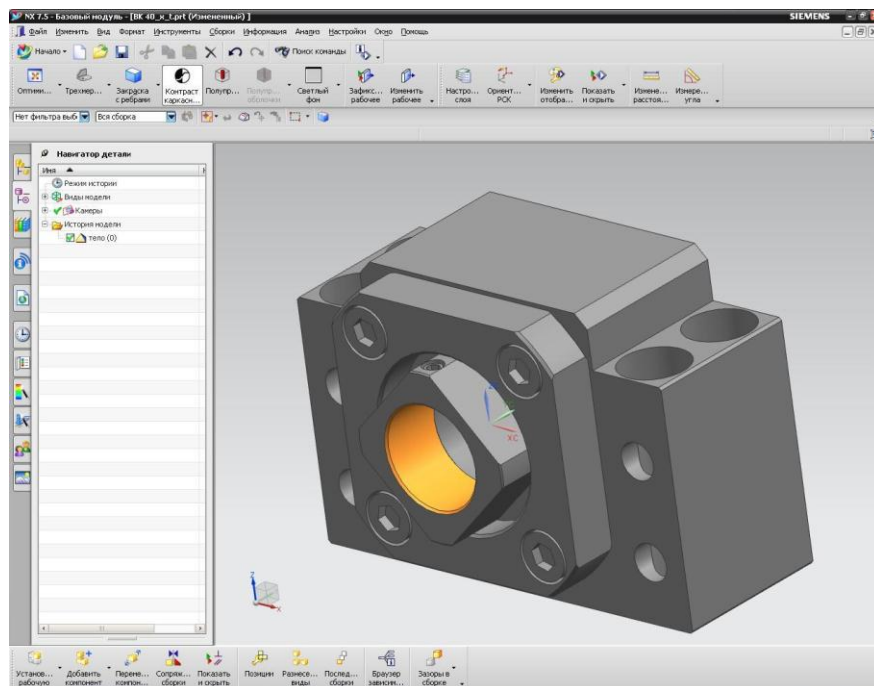 NX 7.5 - Базовый модуль - [BK 40_x_t.prt (Измененный) ]
SIEMENS
Файл Изменить Вид Формат Инструменты Сборки Информация Анализ Настройки Окно Помощь
Начало Поиск команды
Оптими... Трехмер... Закраска с ребрами Контраст каркасн... Полупр... Полупр... оболочки Светлый фон Зафикс... рабочее Изменить рабочее Настро... слоя Ориент... РСК Изменить отобра... Показать и скрыть Измене... расстоя... Измере... угла
Нет фильтра выб Вся сборка
Навигатор детали
Имя
Режим истории
Виды модели
Камеры
История модели
тело (0)
XC
Z
X
Установ... рабочую Добавить компонент Перене... компон... Сопряж... сборки Показать и скрыть Позиции Разнесе... виды Послед... сборки Браузер зависим... Зазоры в сборке